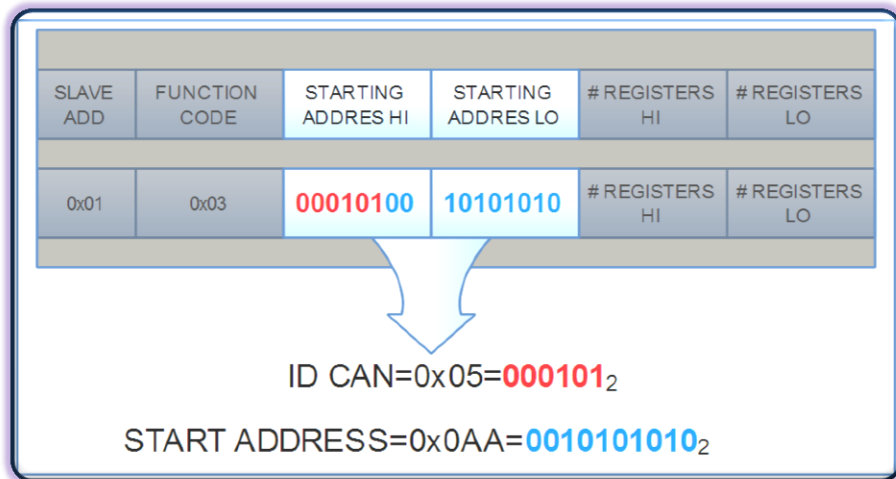 SLAVE ADD
FUNCTION CODE
STARTING ADDRES HI
STARTING ADDRES LO
# REGISTERS HI
# REGISTERS LO
0x01
0x03
00010100
10101010
# REGISTERS HI
# REGISTERS LO
ID CAN=0x05=000101₂
START ADDRESS=0x0AA=0010101010₂